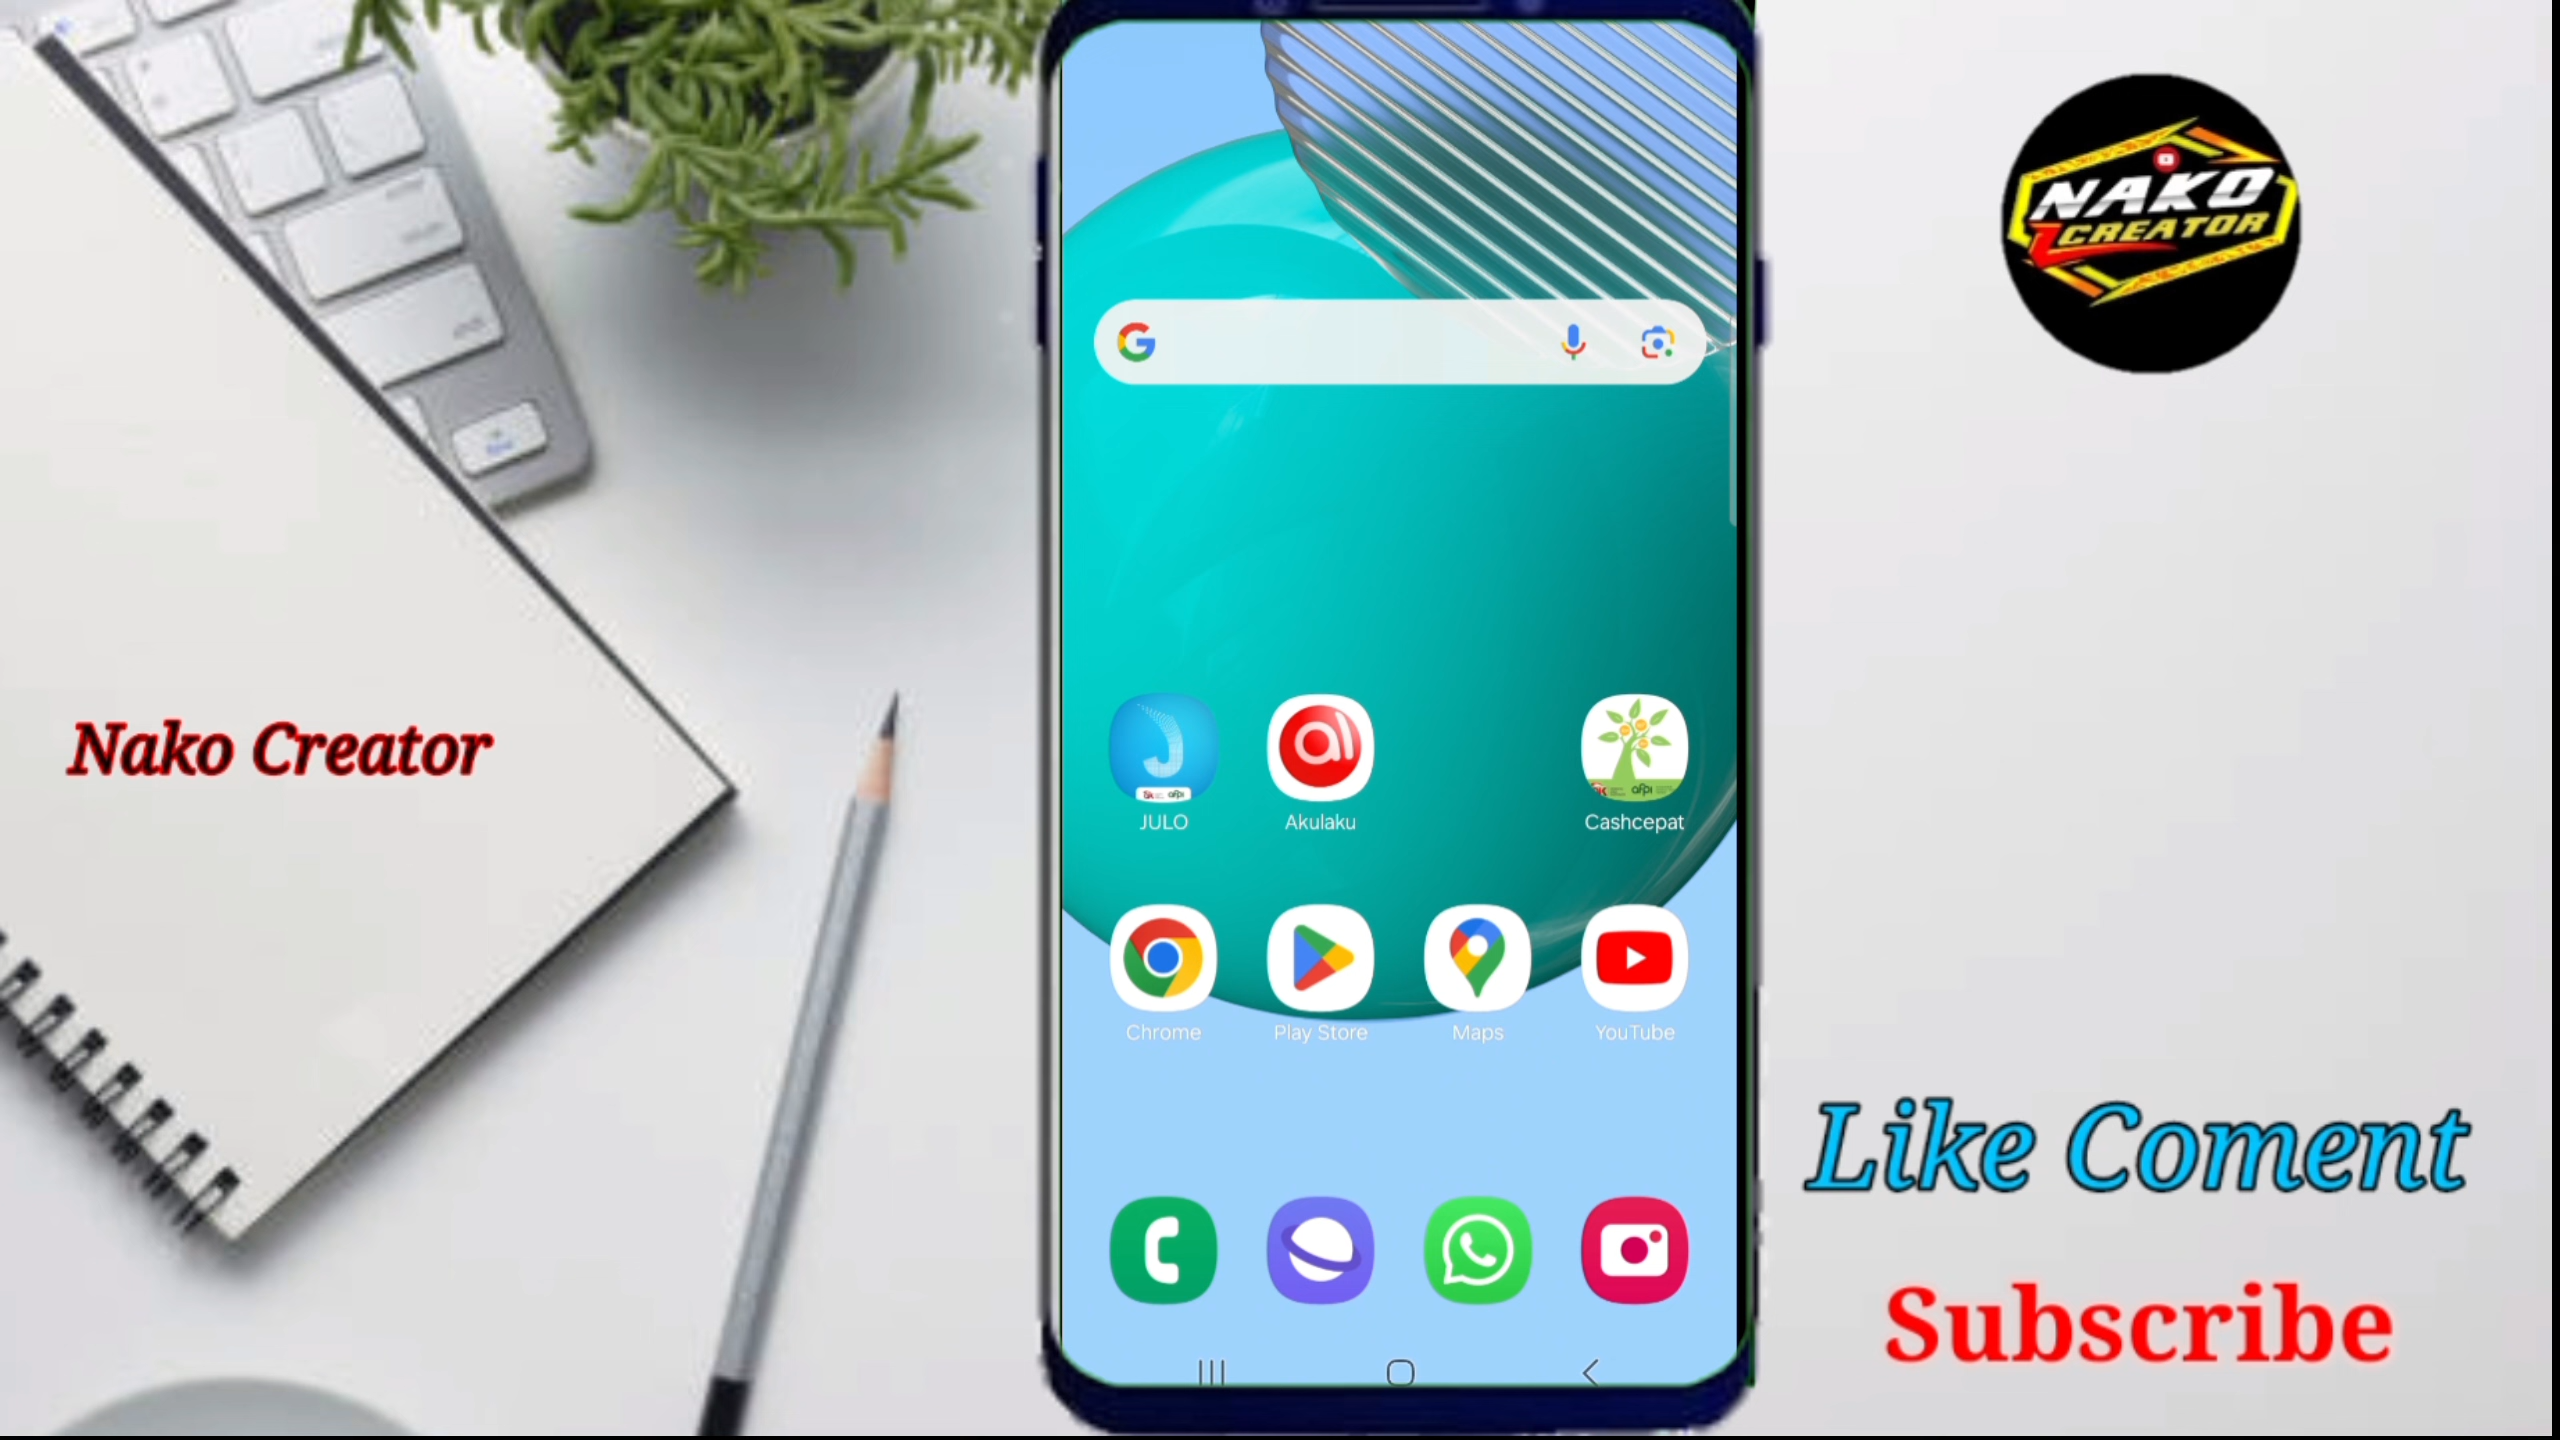 NAKO
CREATOR
Nako Creator
JULO
Akulaku
Cashcepat
Chrome
Play Store
Maps
YouTube
Like Coment
Subscribe